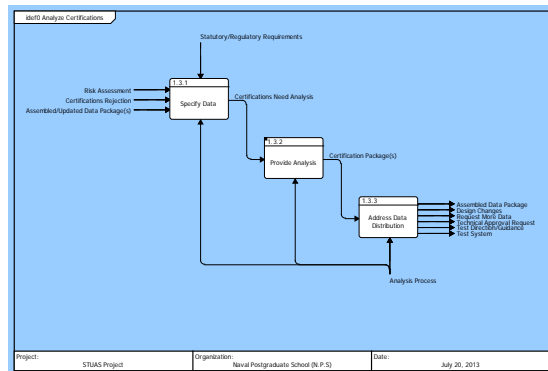 idef0 Analyze Certifications
Statutory/Regulatory Requirements
Risk Assessment
Certifications Rejection
Assembled/Updated Data Package(s)
1.3.1
Specify Data
Certifications Need Analysis
1.3.2
Provide Analysis
Certification Package(s)
1.3.3
Address Data
Distribution
Assembled Data Package
Design Changes
Request More Data
Technical Approval Request
Test Direction/Guidance
Test System
Analysis Process
Project:
STUAS Project
Organization:
Naval Postgraduate School (N.P.S)
Date:
July 20, 2013